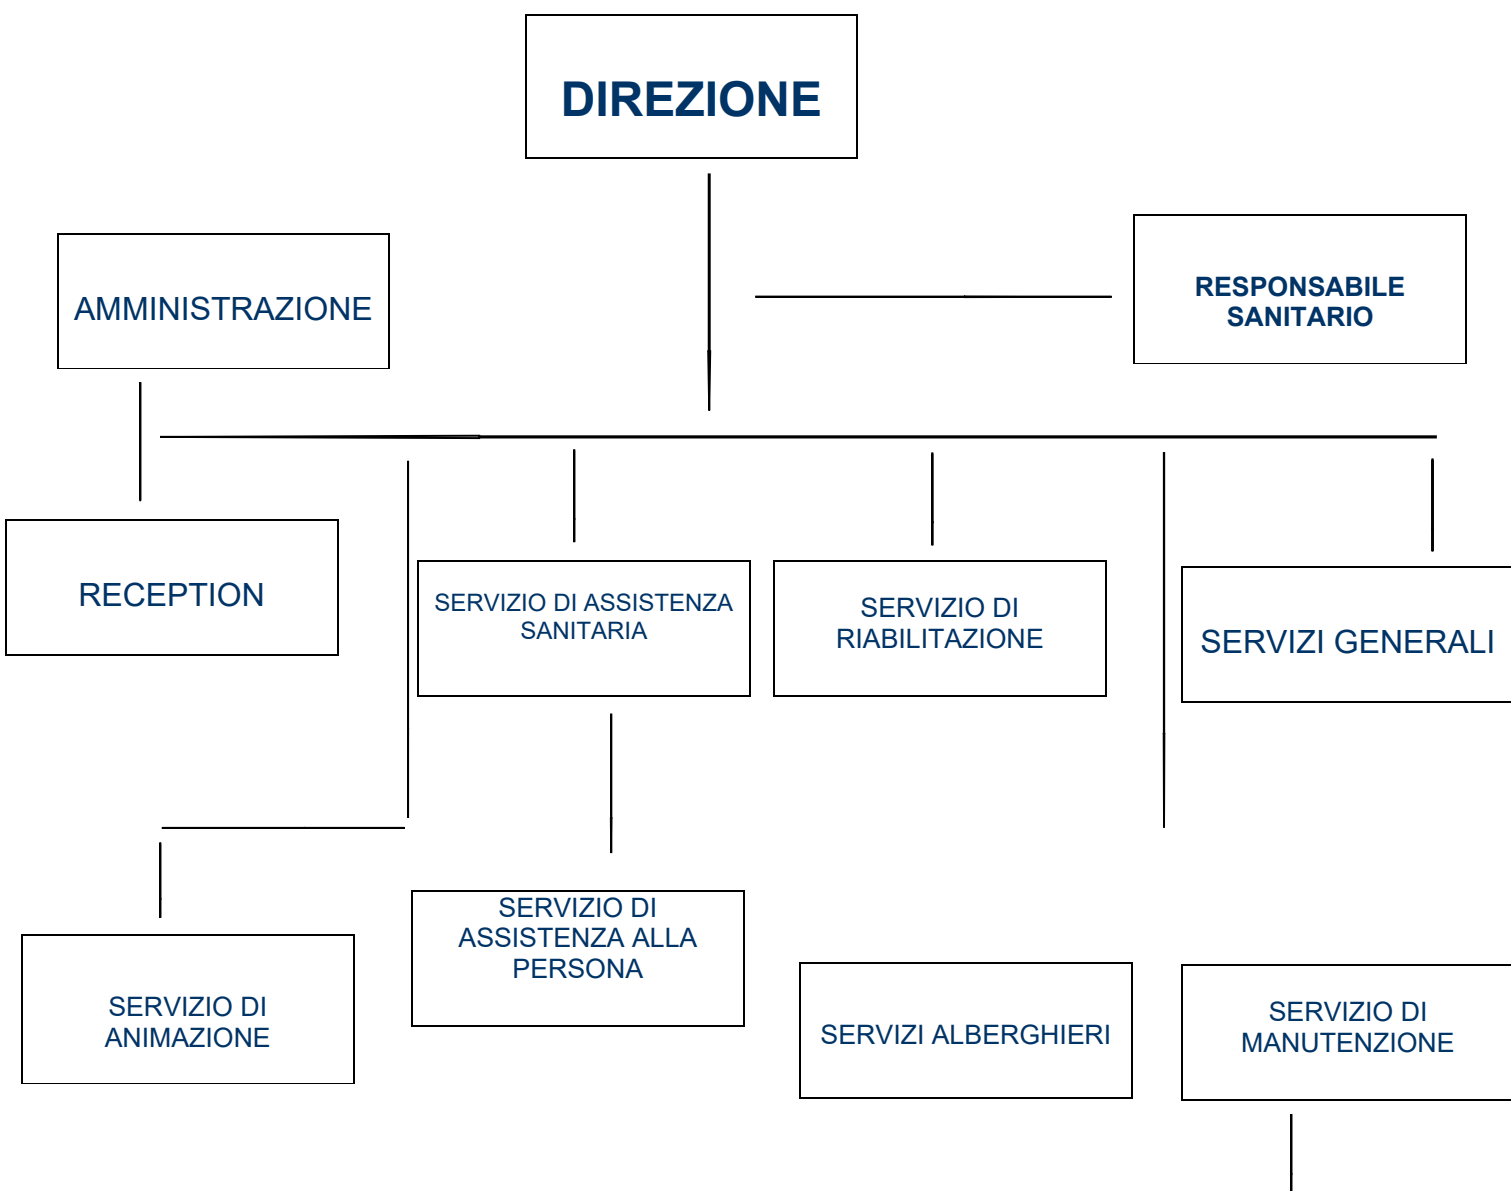 DIREZIONE
AMMINISTRAZIONE
RESPONSABILE
SANITARIO
RECEPTION
SERVIZIO DI ASSISTENZA
SANITARIA
SERVIZIO DI
RIABILITAZIONE
SERVIZI GENERALI
SERVIZIO DI
ANIMAZIONE
SERVIZIO DI
ASSISTENZA ALLA
PERSONA
SERVIZI ALBERGHIERI
SERVIZIO DI
MANUTENZIONE